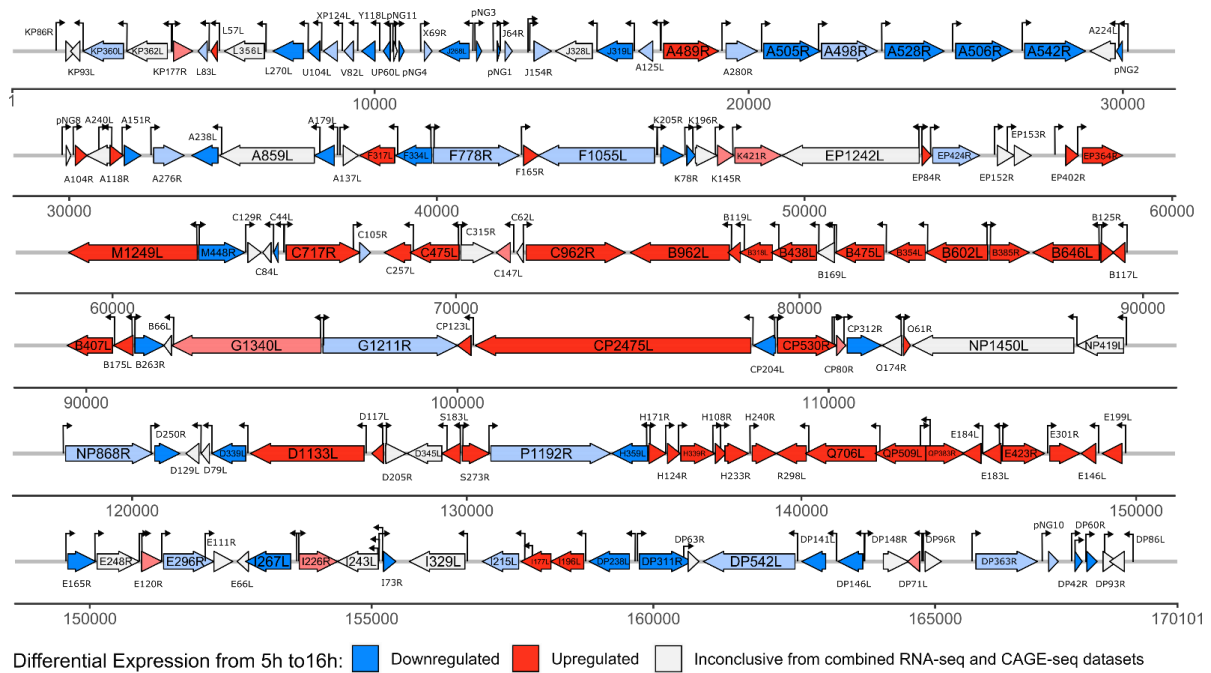 XP124L Y118L pNG11 pNG3
KP86R L57L X69R J64R A224L
KP360L KP362L L356L J268L J328L J319L A489R A505R A498R A528R A506R A542R
KP93L KP177R L83L L270L U104L V82L UP60L pNG4 pNG1 J154R A125L A280R pNG2
1 10000 20000 30000
pNG8 A240L A151R A238L A179L K205R K196R EP153R
A859L F317L F334L F778R F1055L K421R EP1242L EP424R EP364R
A104R A118R A276R A137L F165R K78R K145R EP84R EP152R EP402R
30000 40000 50000 60000
C129R C44L C105R C62L C315R B119L B125R
M1249L M448R C717R C475L C962R B962L B318L B438L B475L B354L B602L B385R B646L
C84L C257L C147L B169L B117L
60000 70000 80000 90000
B66L CP123L CP312R O61R
B407L G1340L G1211R CP2475L CP530R NP1450L NP419L
B175L B263R CP204L CP80R O174R
90000 100000 110000
D250R D117L S183L H171R H108R H240R E184L E301R E199L
NP868R D339L D1133L D345L P1192R H359L H339R Q706L QP509L QP383R E423R
D129L D79L D205R S273R H124R H233R R298L E183L E146L
120000 130000 140000 150000
E111R DP63R DP141L DP148R DP96R pNG10 DP60R DP86L
E248R E296R I267L I226R I243L I329L I215L I177L I196L DP238L DP311R DP542L DP363R
E165R E120R E66L I73R DP146L DP71L DP42R DP93R
150000 155000 160000 165000 170101
Differential Expression from 5h to16h: Downregulated Upregulated Inconclusive from combined RNA-seq and CAGE-seq datasets